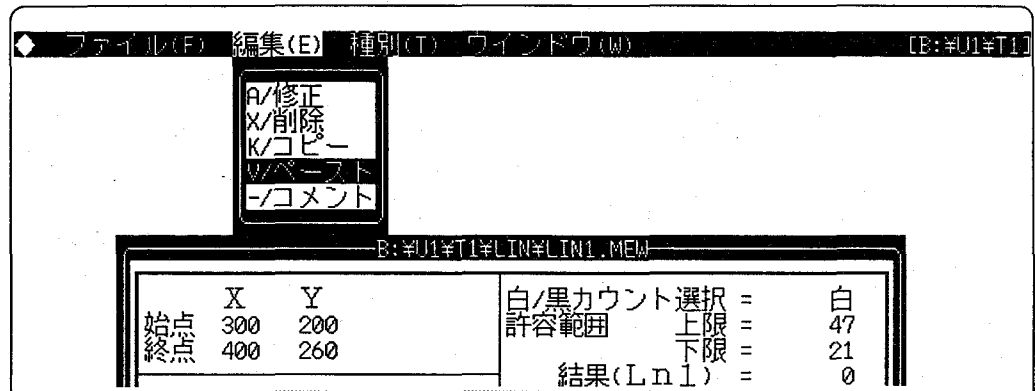 ◆ ファイル(F) 編集(E) 種別(T) ウインドウ(W) [B:¥U1¥T1]
A/修正
X/削除
K/コピー
V/ペースト
-/コメント
B:¥U1¥T1¥LIN¥LIN1.MEW
X Y
始点 300 200
終点 400 260
白/黒カウント選択 = 白
許容範囲 上限 = 47
下限 = 21
結果(Ln1) = 0